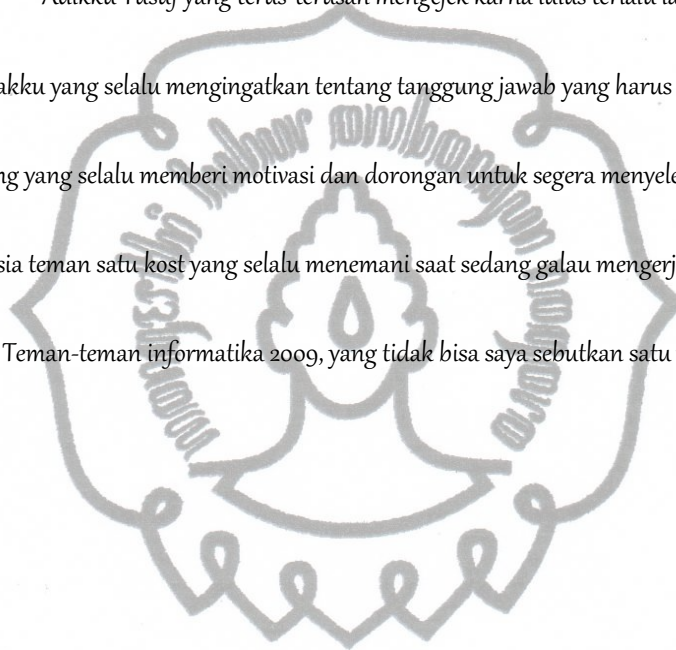 Adikku Yusuf yang terus-terusan mengejek karna lulus terlalu
akku yang selalu mengingatkan tentang tanggung jawab yang harus
ng yang selalu memberi motivasi dan dorongan untuk segera menyele
sia teman satu kost yang selalu menemani saat sedang galau mengerj
Teman-teman informatika 2009, yang tidak bisa saya sebutkan satu